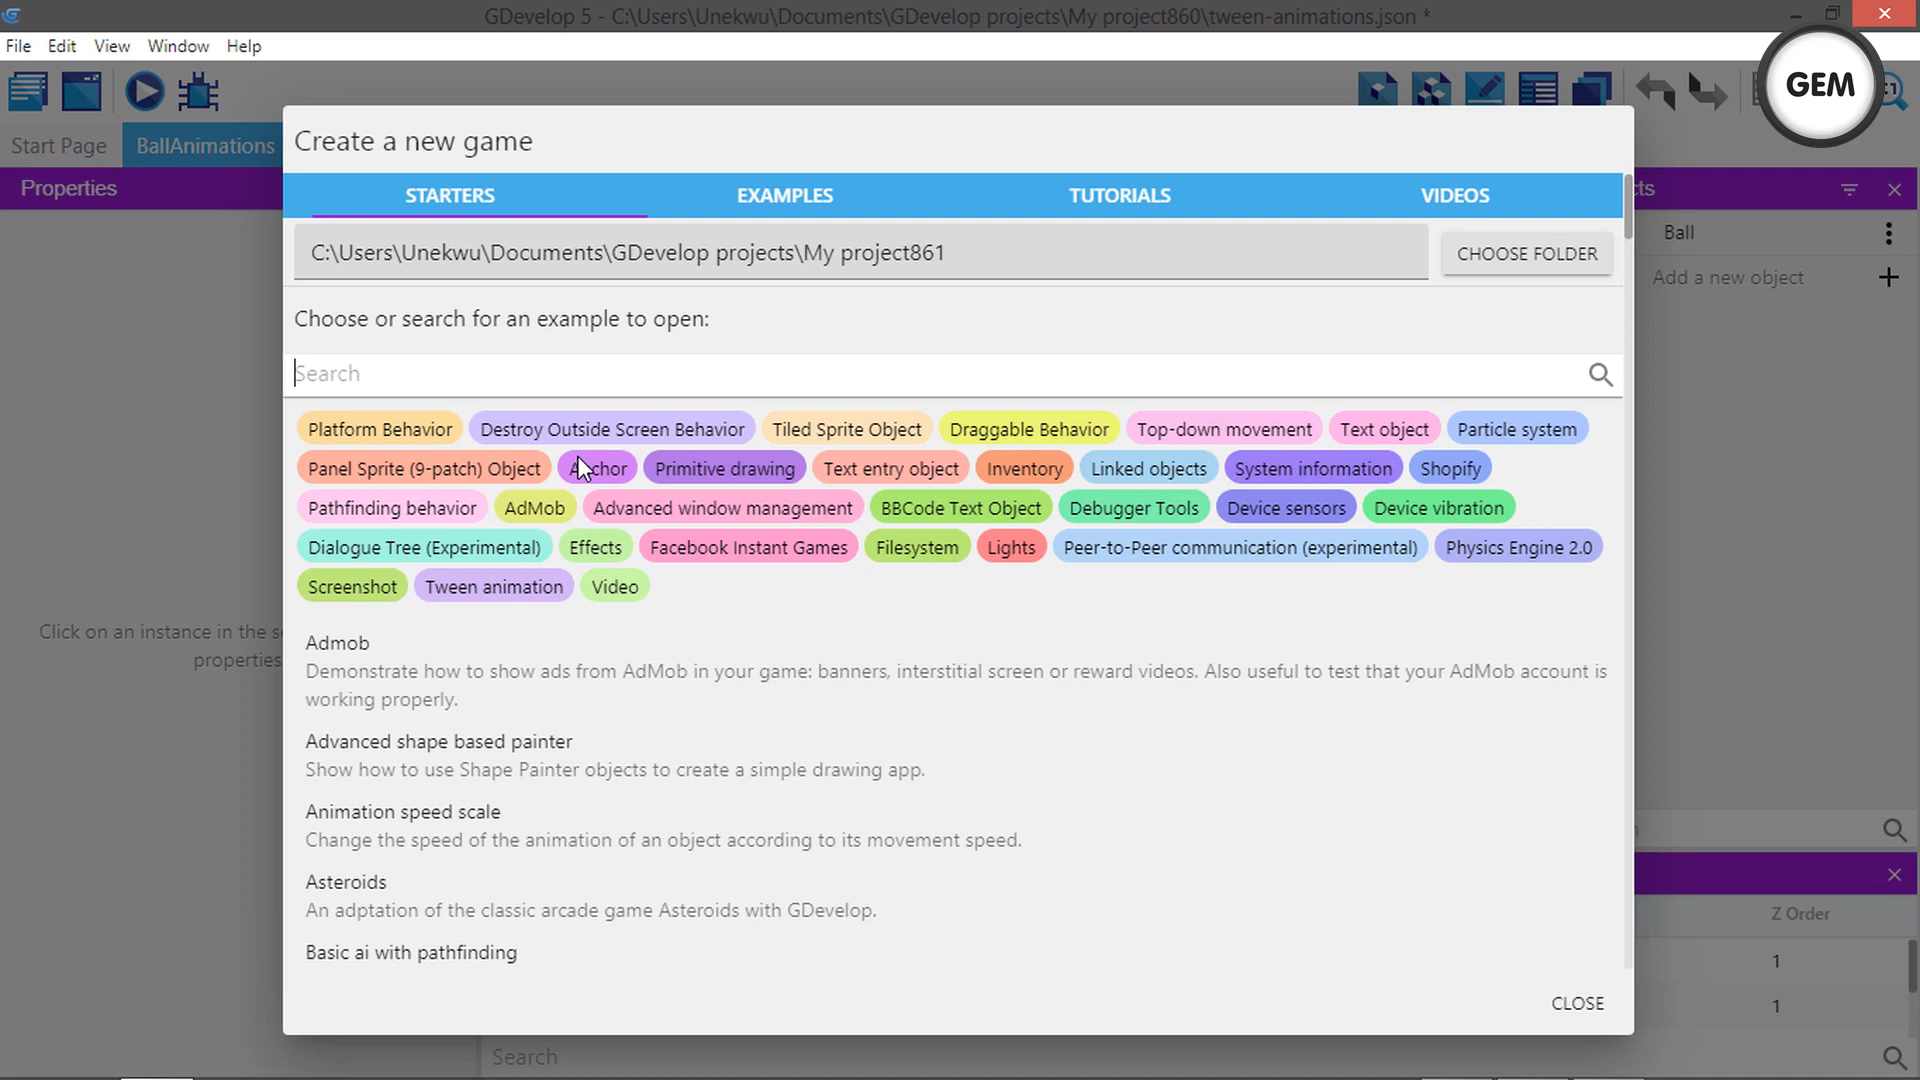 GDevelop 5 - C:\Users\Unekwu\Documents\GDevelop projects\My project860\tween-animations.json *
File Edit View Window Help
GEM
Start Page BallAnimations
Create a new game
Properties
STARTERS EXAMPLES TUTORIALS VIDEOS
cts
C:\Users\Unekwu\Documents\GDevelop projects\My project861 CHOOSE FOLDER
Ball
Add a new object
Choose or search for an example to open:
Search
Platform Behavior Destroy Outside Screen Behavior Tiled Sprite Object Draggable Behavior Top-down movement Text object Particle system
Panel Sprite (9-patch) Object Anchor Primitive drawing Text entry object Inventory Linked objects System information Shopify
Pathfinding behavior AdMob Advanced window management BBCode Text Object Debugger Tools Device sensors Device vibration
Dialogue Tree (Experimental) Effects Facebook Instant Games Filesystem Lights Peer-to-Peer communication (experimental) Physics Engine 2.0
Screenshot Tween animation Video
Click on an instance in the s
properties
Admob
Demonstrate how to show ads from AdMob in your game: banners, interstitial screen or reward videos. Also useful to test that your AdMob account is
working properly.
Advanced shape based painter
Show how to use Shape Painter objects to create a simple drawing app.
Animation speed scale
Change the speed of the animation of an object according to its movement speed.
Asteroids
An adptation of the classic arcade game Asteroids with GDevelop.
Basic ai with pathfinding
Z Order
1
1
CLOSE
Search